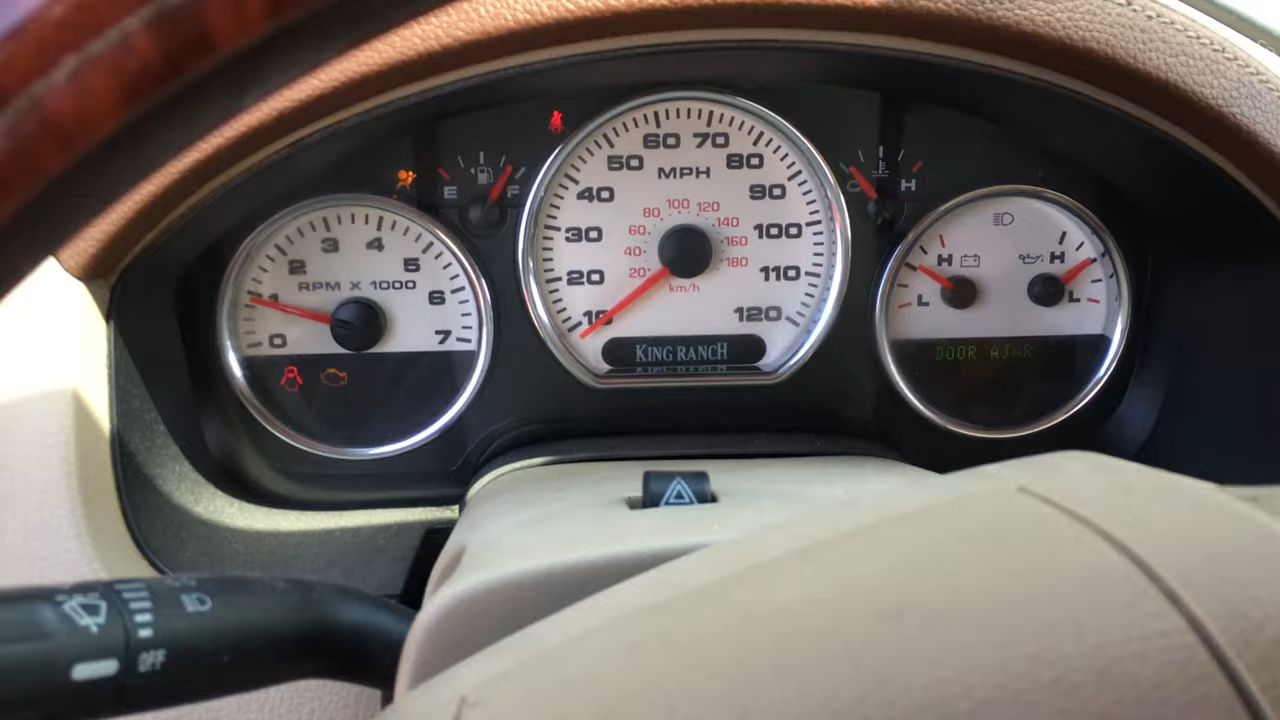 60 70
50 80
MPH
E F
C H
40 90
30 100
20 110
10 120
80 100 120
60 140
40 160
20 180
km/h
3 4
2 5
RPM X 1000
1 6
0 7
H H
L L
KING RANCH
DOOR AJAR
OFF